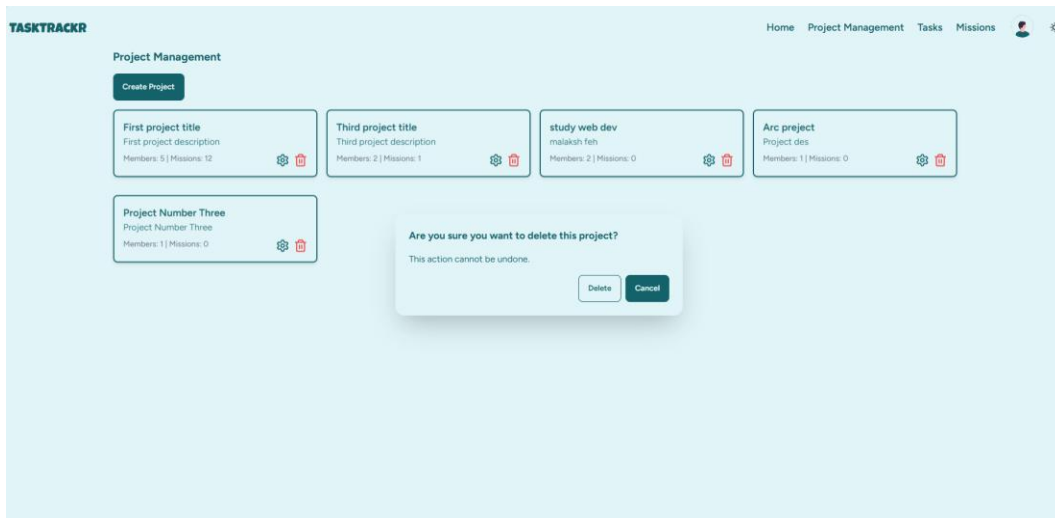 TASKTRACKR
Home Project Management Tasks Missions
Project Management
Create Project
First project title
First project description
Members: 5 | Missions: 12
Third project title
Third project description
Members: 2 | Missions: 1
study web dev
malaksh feh
Members: 2 | Missions: 0
Arc preject
Project des
Members: 1 | Missions: 0
Project Number Three
Project Number Three
Members: 1 | Missions: 0
Are you sure you want to delete this project?
This action cannot be undone.
Delete Cancel